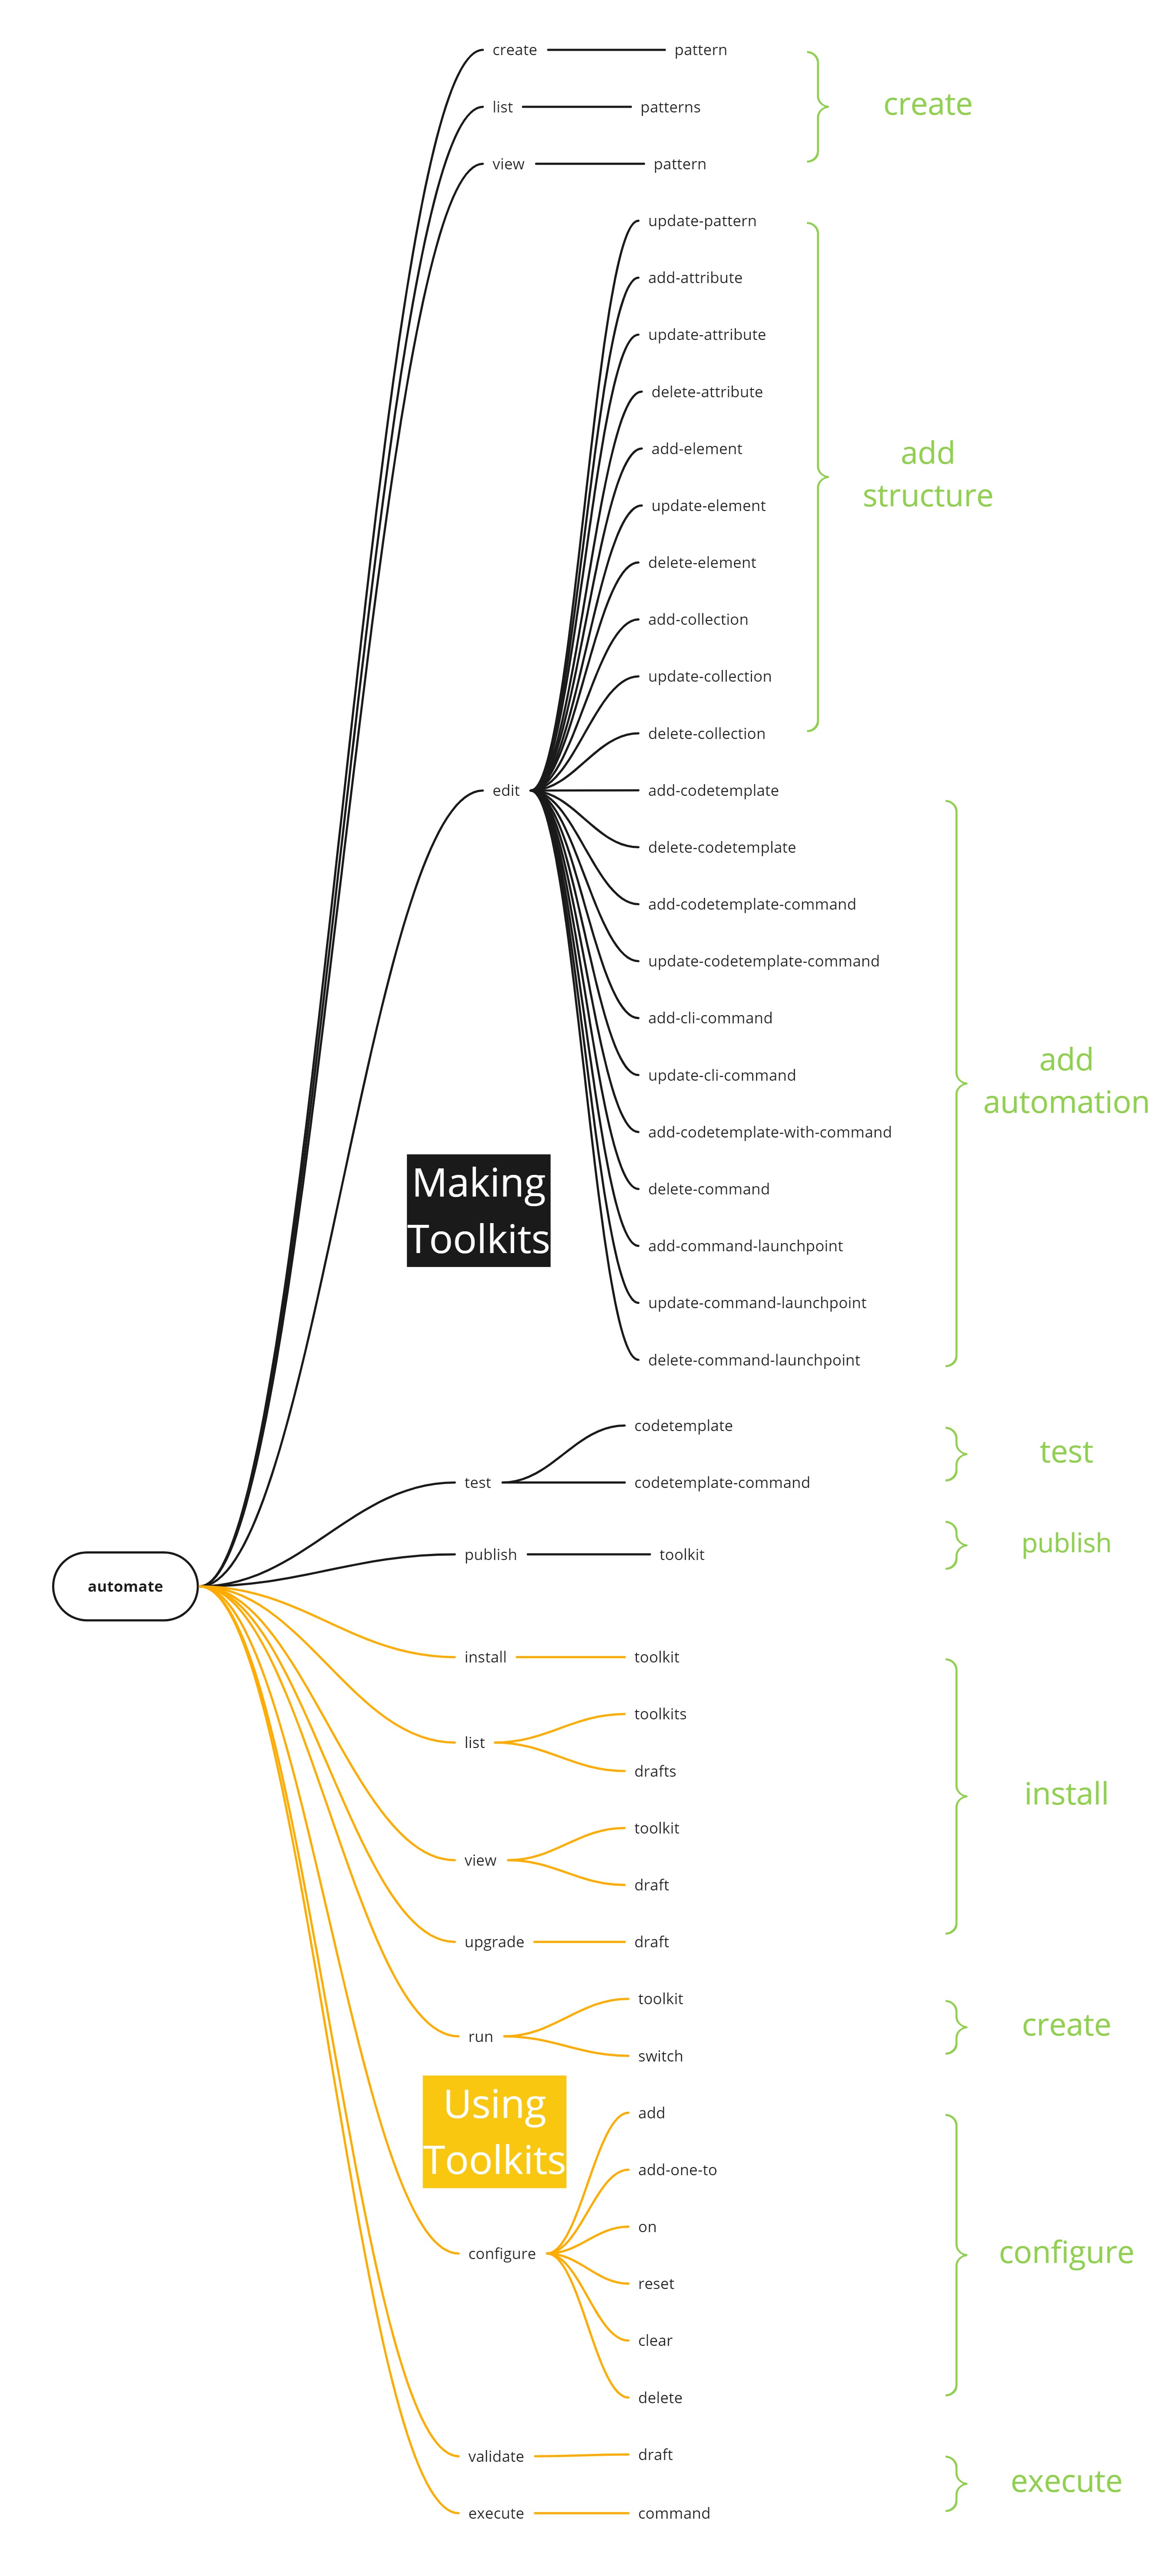 create pattern
list patterns
view pattern
create
update-pattern
add-attribute
update-attribute
delete-attribute
add-element
update-element
delete-element
add-collection
update-collection
delete-collection
add
structure
edit
add-codetemplate
delete-codetemplate
add-codetemplate-command
update-codetemplate-command
add-cli-command
update-cli-command
add-codetemplate-with-command
delete-command
add-command-launchpoint
update-command-launchpoint
delete-command-launchpoint
add
automation
Making
Toolkits
test
codetemplate
codetemplate-command
test
publish toolkit
publish
automate
install toolkit
list
toolkits
drafts
view
toolkit
draft
upgrade draft
install
run
toolkit
switch
create
Using
Toolkits
configure
add
add-one-to
on
reset
clear
delete
configure
validate draft
execute command
execute